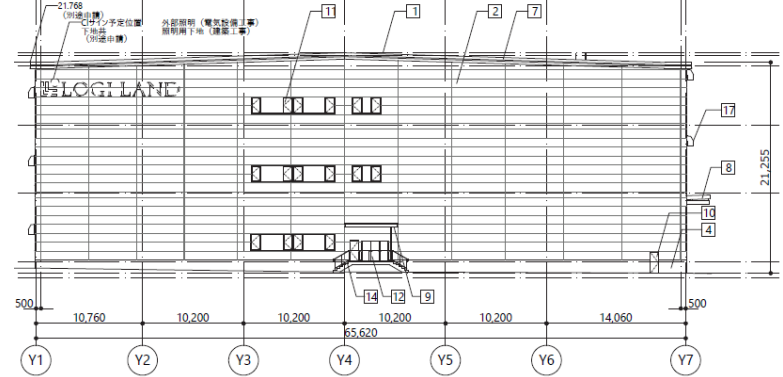 21.768
(別途申請)
CIサイン予定位置 外部照明（電気設備工事）
下地共 照明用下地（建築工事）
(別途申請)
11
1
2
7
LOGI LAND
17
8
21,255
10
4
14
12
9
500
500
10,760
10,200
10,200
10,200
10,200
14,060
65,620
Y1
Y2
Y3
Y4
Y5
Y6
Y7